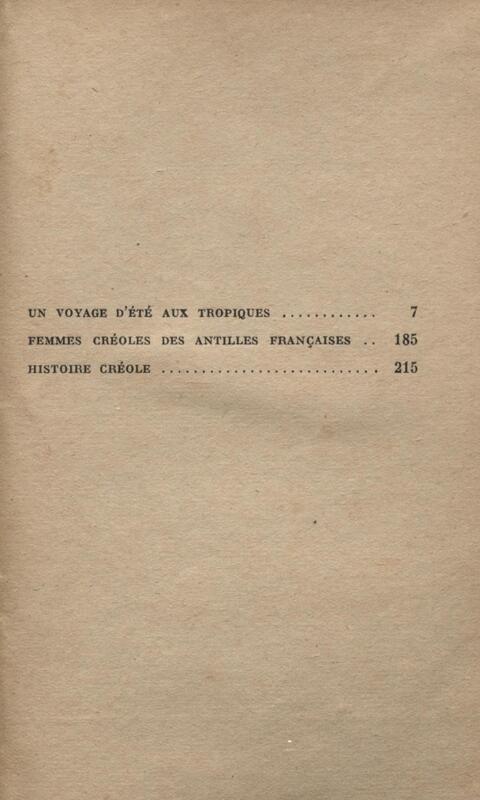 UN VOYAGE D'ÉTÉ AUX TROPIQUES ............ 7
FEMMES CRÉOLES DES ANTILLES FRANÇAISES .. 185
HISTOIRE CRÉOLE ........................... 215